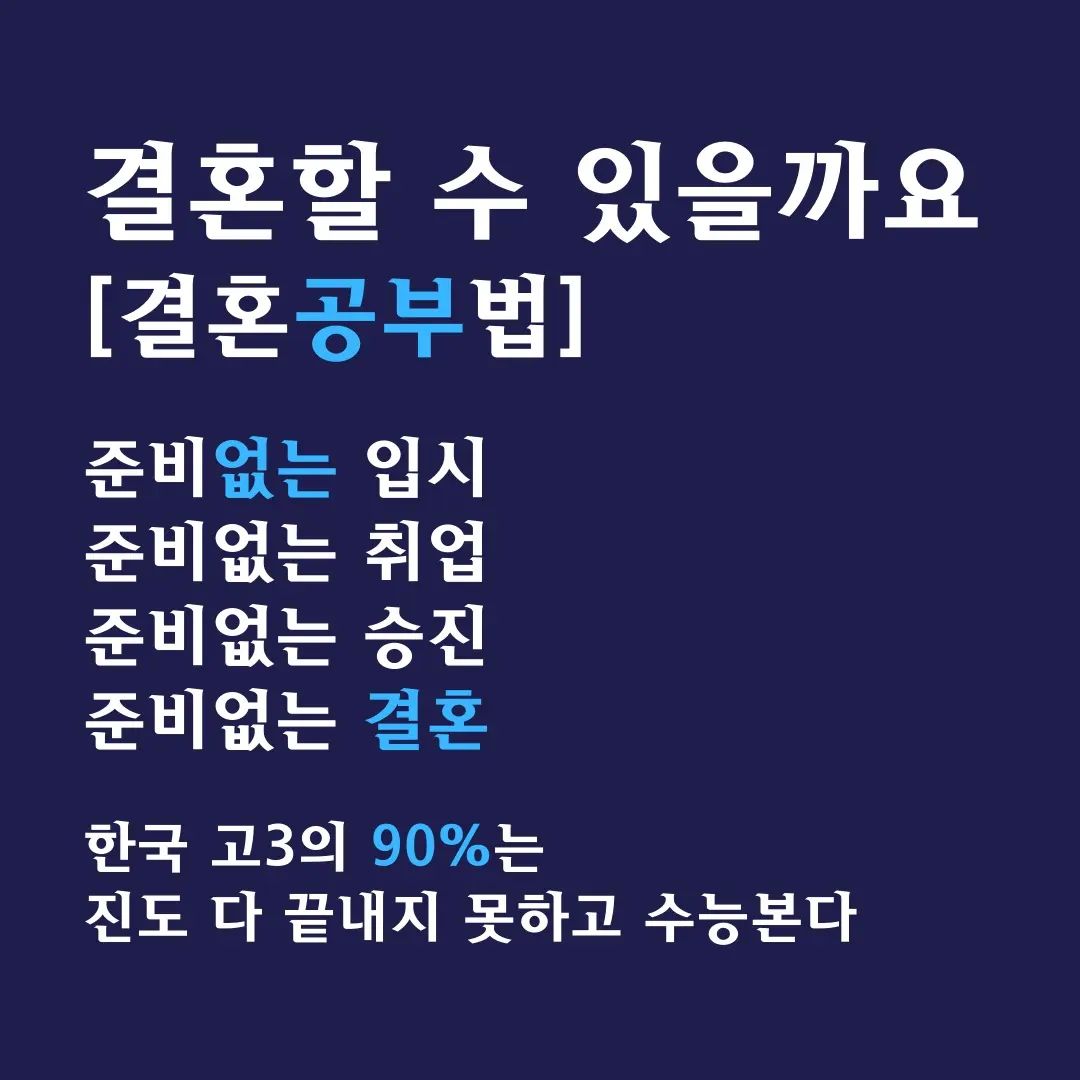 결혼할 수 있을까요
[결혼공부법]
준비없는 입시
준비없는 취업
준비없는 승진
준비없는 결혼
한국 고3의 90%는
진도 다 끝내지 못하고 수능본다